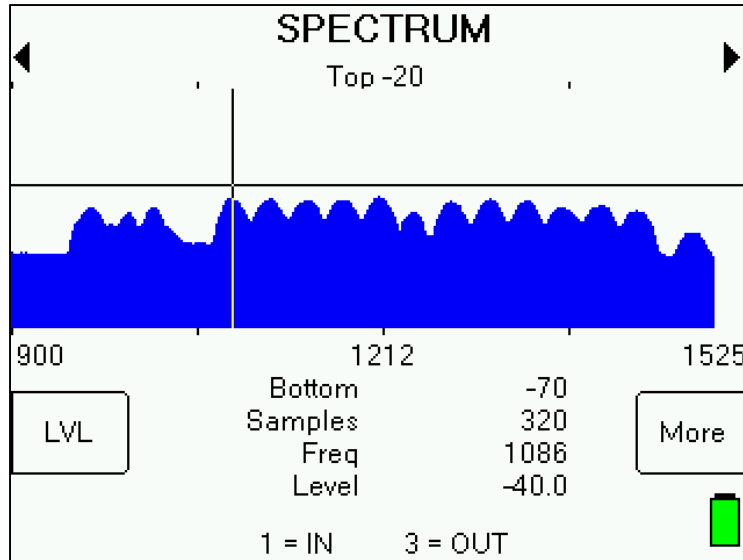 SPECTRUM
Top -20
900 1212 1525
Bottom -70
Samples 320
Freq 1086
Level -40.0
LVL
More
1 = IN 3 = OUT